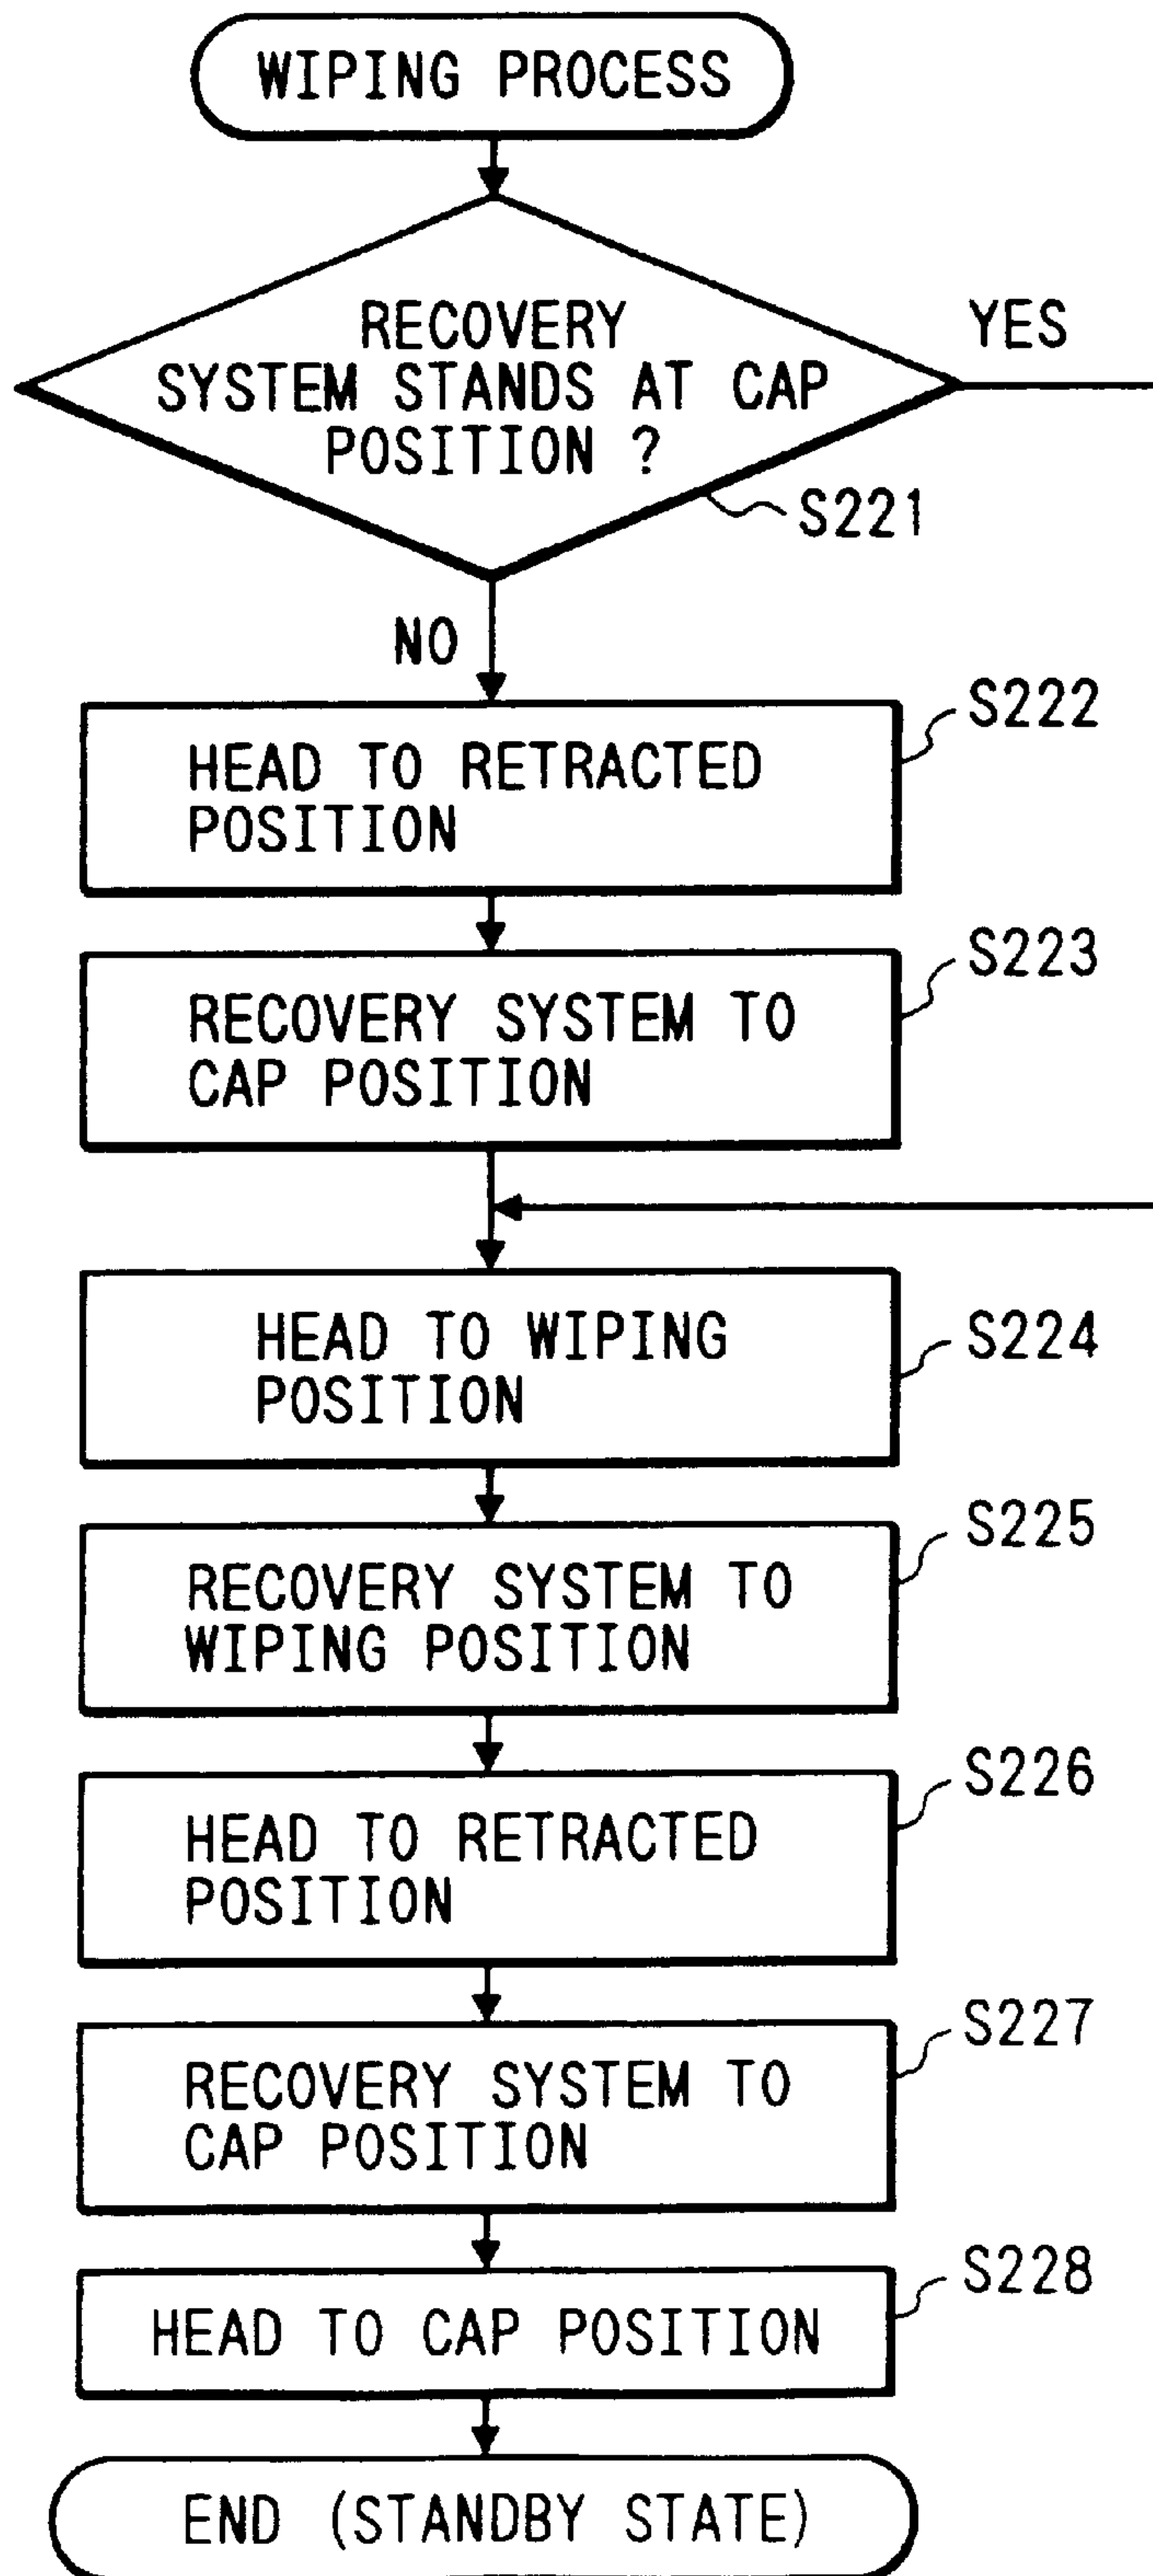 WIPING PROCESS
RECOVERY
SYSTEM STANDS AT CAP
POSITION ?
YES
S221
NO
S222
HEAD TO RETRACTED
POSITION
S223
RECOVERY SYSTEM TO
CAP POSITION
S224
HEAD TO WIPING
POSITION
S225
RECOVERY SYSTEM TO
WIPING POSITION
S226
HEAD TO RETRACTED
POSITION
S227
RECOVERY SYSTEM TO
CAP POSITION
S228
HEAD TO CAP POSITION
END (STANDBY STATE)